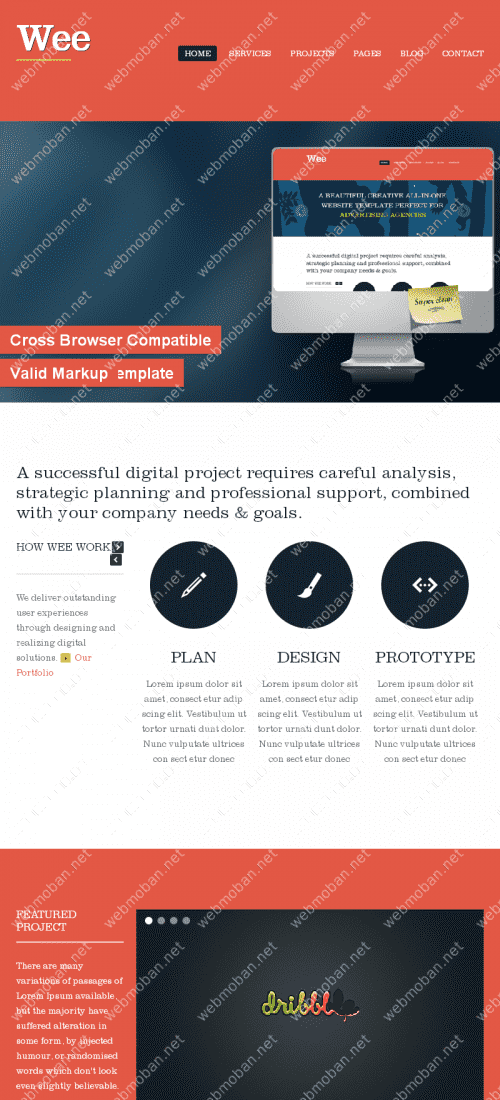 Wee
HOME SERVICES PROJECTS PAGES BLOG CONTACT
Wee
A BEAUTIFUL CREATIVE ALL-IN-ONE
WEBSITE TEMPLATE PERFECT FOR
ADVERTISING AGENCIES
A successful digital project requires careful analysis,
strategic planning and professional support, combined
with your company needs & goals.
Super clean
Cross Browser Compatible
Valid Markup emplate
A successful digital project requires careful analysis,
strategic planning and professional support, combined
with your company needs & goals.
HOW WEE WORK
We deliver outstanding
user experiences
through designing and
realizing digital
solutions. Our
Portfolio
PLAN
Lorem ipsum dolor sit
amet, consect etur adip
scing elit. Vestibulum ut
tortor urnati dunt dolor.
Nunc vulputate ultrices
con sect etur donec
DESIGN
Lorem ipsum dolor sit
amet, consect etur adip
scing elit. Vestibulum ut
tortor urnati dunt dolor.
Nunc vulputate ultrices
con sect etur donec
PROTOTYPE
Lorem ipsum dolor sit
amet, consect etur adip
scing elit. Vestibulum ut
tortor urnati dunt dolor.
Nunc vulputate ultrices
con sect etur donec
FEATURED
PROJECT
There are many
variations of passages of
Lorem Ipsum available,
but the majority have
suffered alteration in
some form, by injected
humour, or randomised
words which don't look
even slightly believable.
dribbl
webmoban.net